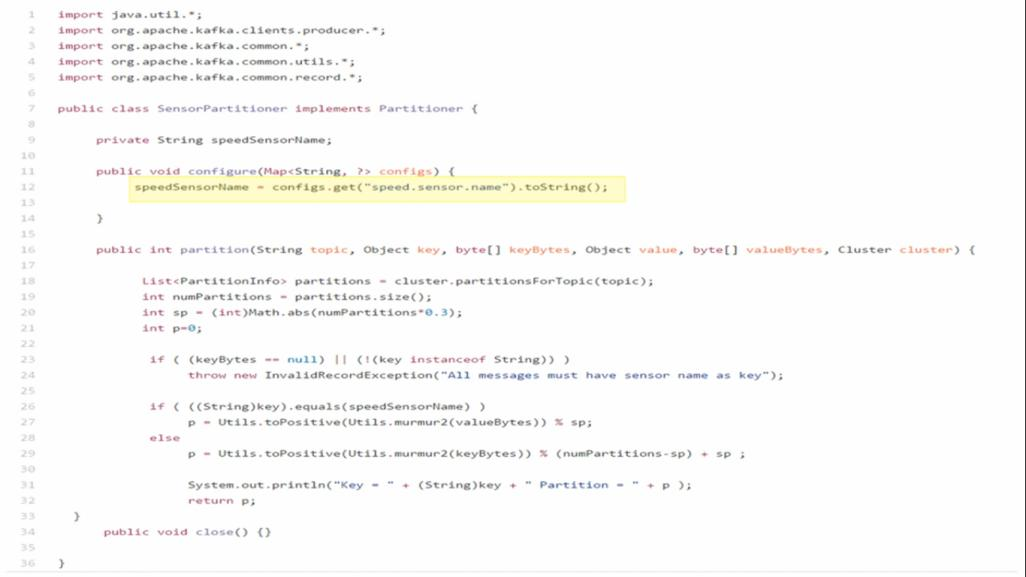 1 import java.util.*;
2 import org.apache.kafka.clients.producer.*;
3 import org.apache.kafka.common.*;
4 import org.apache.kafka.common.utils.*;
5 import org.apache.kafka.common.record.*;
6
7 public class SensorPartitioner implements Partitioner {
8
9 private String speedSensorName;
10
11 public void configure(Map<String, ?> configs) {
12 speedSensorName = configs.get("speed.sensor.name").toString();
13
14 }
15
16 public int partition(String topic, Object key, byte[] keyBytes, Object value, byte[] valueBytes, Cluster cluster) {
17
18 List<PartitionInfo> partitions = cluster.partitionsForTopic(topic);
19 int numPartitions = partitions.size();
20 int sp = (int)Math.abs(numPartitions*0.3);
21 int p=0;
22
23 if ( (keyBytes == null) || (!(key instanceof String)) )
24 throw new InvalidRecordException("All messages must have sensor name as key");
25
26 if ( ((String)key).equals(speedSensorName) )
27 p = Utils.toPositive(Utils.murmur2(valueBytes)) % sp;
28 else
29 p = Utils.toPositive(Utils.murmur2(keyBytes)) % (numPartitions-sp) + sp ;
30
31 System.out.println("Key = " + (String)key + " Partition = " + p );
32 return p;
33 }
34 public void close() {}
35
36 }